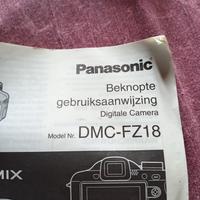 Panasonic
Beknopte
gebruiksaanwijzing
Digitale Camera
Model Nr. DMC-FZ18
MIX